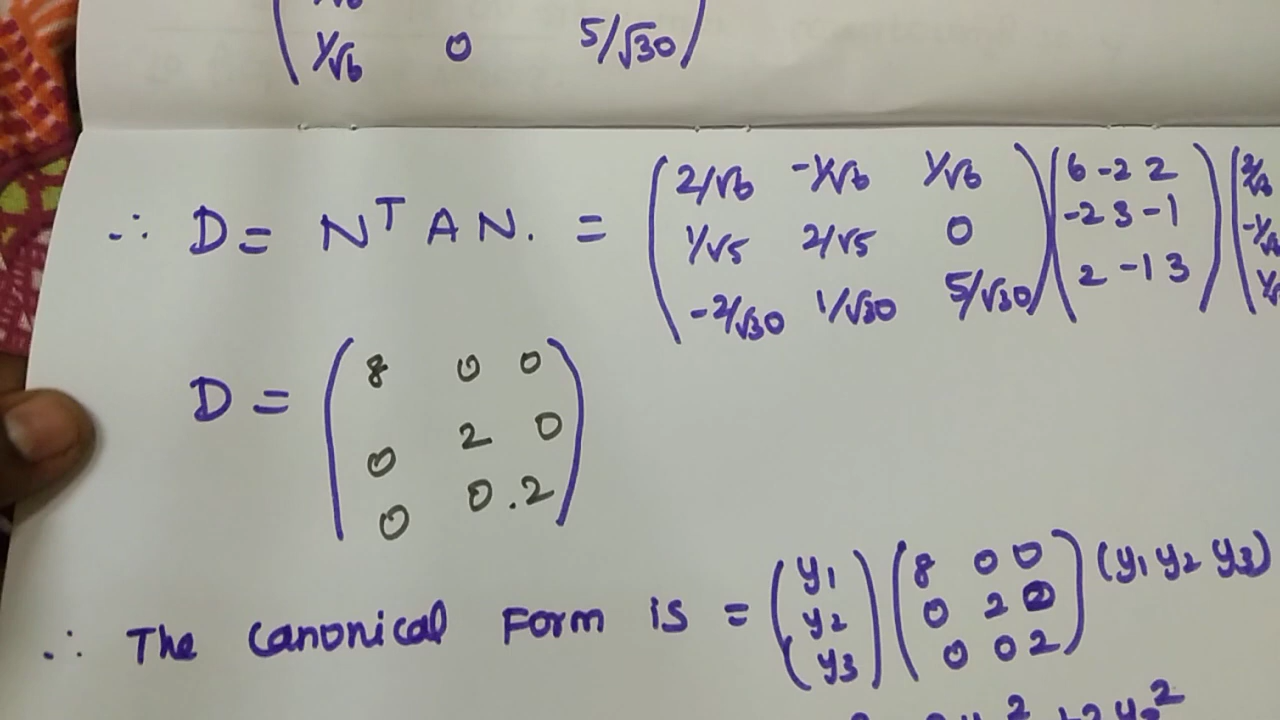 1/√6 0 5/√30
∴ D = Nᵀ A N. = (2/√6 -1/√6 1/√6) (6 -2 2)
(1/√5 2/√5 0) (-2 3 -1)
(-2/√30 1/√30 5/√30) (2 -1 3)
D = (8 0 0)
(0 2 0)
(0 0.2)
∴ The canonical Form is = (y1) (8 0 0) (y1 y2 y3)
(y2) (0 2 0)
(y3) (0 0 2)